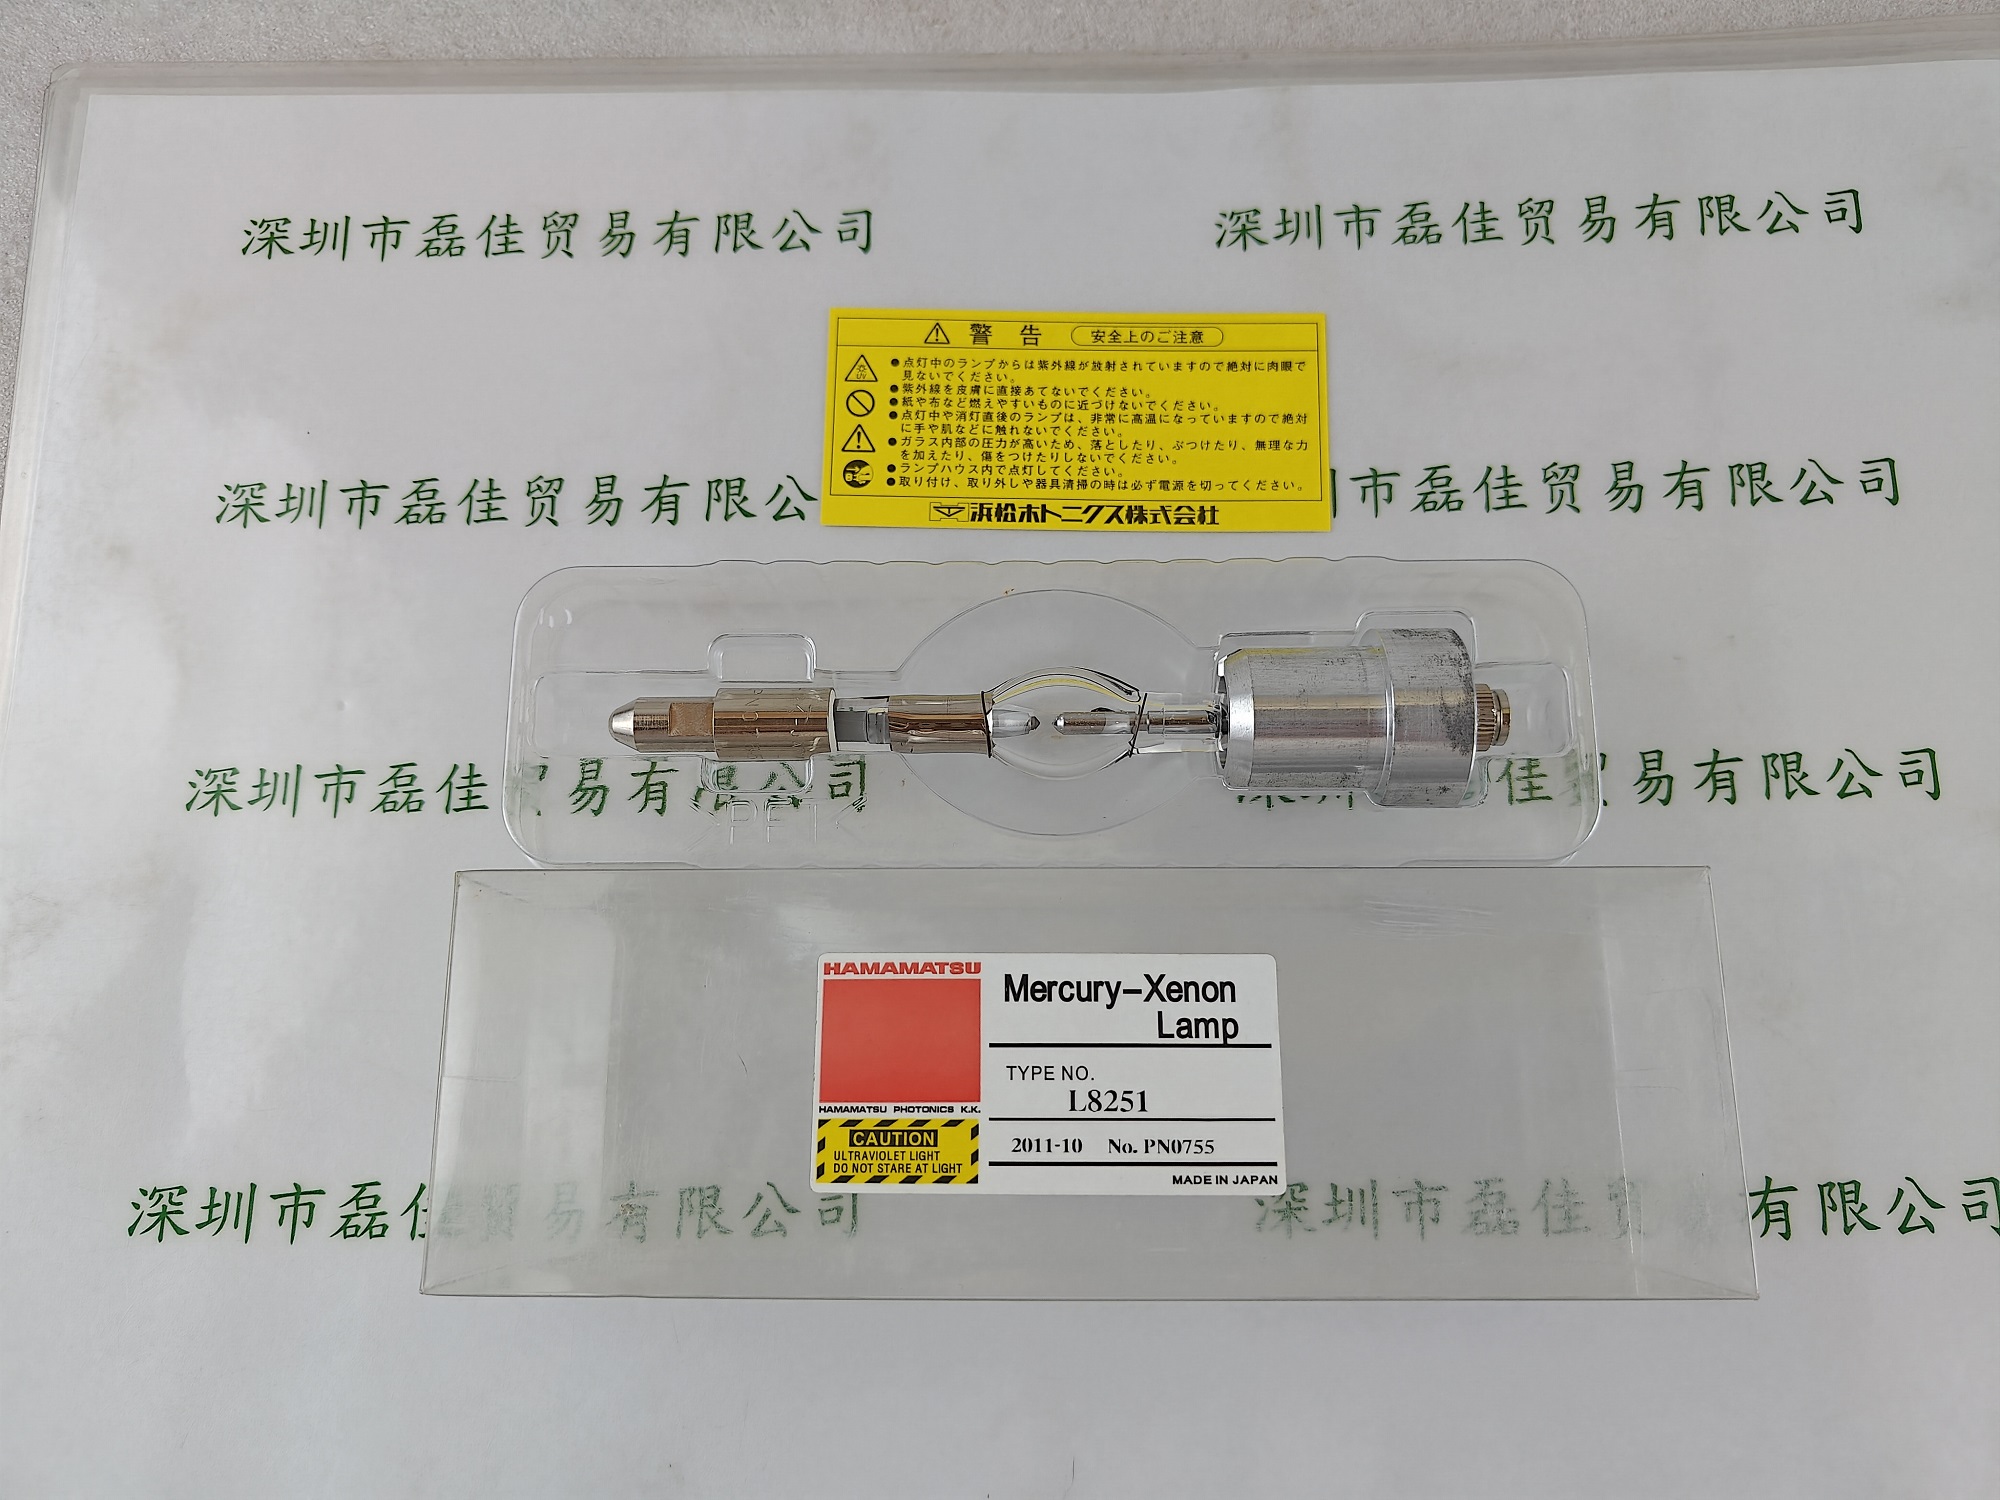 深圳市磊佳贸易有限公司
深圳市磊佳贸易有限公司
警告 安全上のご注意
●点灯中のランプからは紫外線が放射されていますので絶対に肉眼で
見ないでください。
●紫外線を皮膚に直接あてないでください。
●紙や布など燃えやすいものに近づけないでください。
●点灯中や消灯直後のランプは、非常に高温になっていますので絶対
に手や肌などに触れないでください。
●ガラス内部の圧力が高いため、落としたり、ぶつけたり、無理な力
を加えたり、傷をつけたりしないでください。
●ランプハウス内で点灯してください。
●取り付け、取り外しや器具清掃の時は必ず電源を切ってください。
浜松ホトニクス株式会社
UV
深圳市磊佳贸易有限公
市磊佳贸易有限公司
深圳市磊佳贸易有限公司
深圳 佳贸易有限公司
>PET<
HAMAMATSU
HAMAMATSU PHOTONICS K.K.
CAUTION
ULTRAVIOLET LIGHT
DO NOT STARE AT LIGHT
Mercury-Xenon
Lamp
TYPE NO.
L8251
2011-10 No. PN0755
MADE IN JAPAN
深圳市磊佳贸易有限公司
深圳市磊佳贸易有限公司